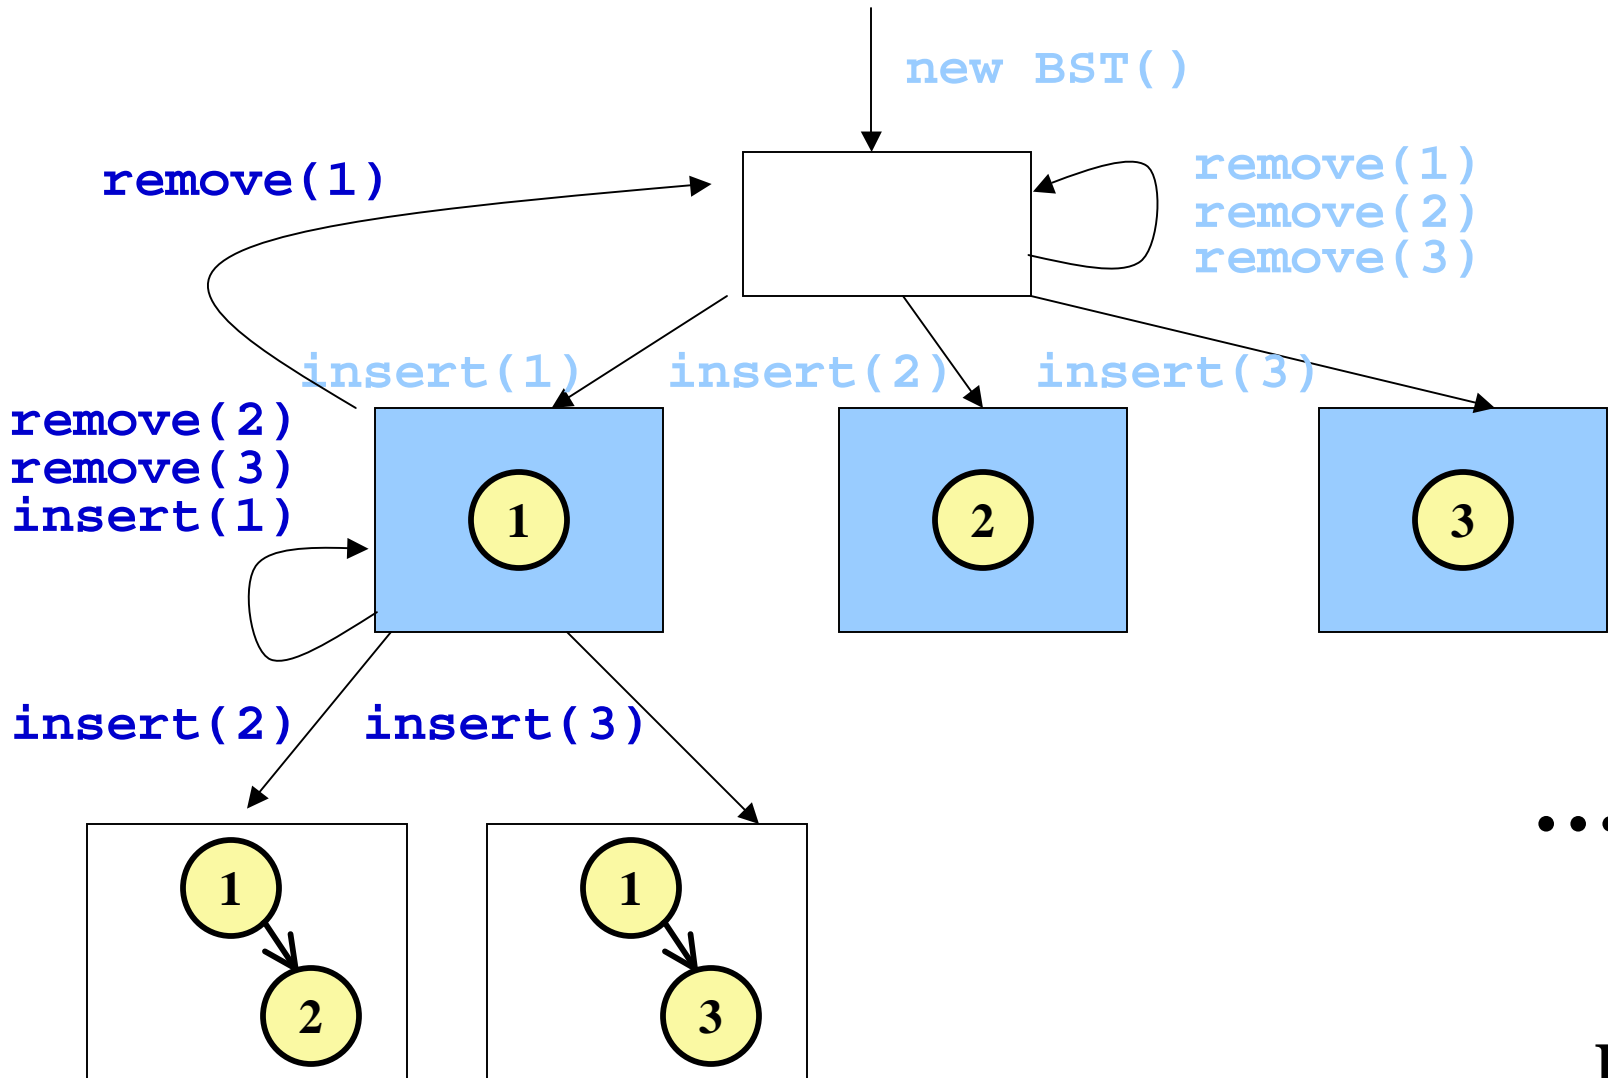 new BST()
remove(1)
remove(1)
remove(2)
remove(3)
insert(1) insert(2) insert(3)
remove(2)
remove(3)
insert(1)
1 2 3
insert(2) insert(3)
...
1 1
2 3